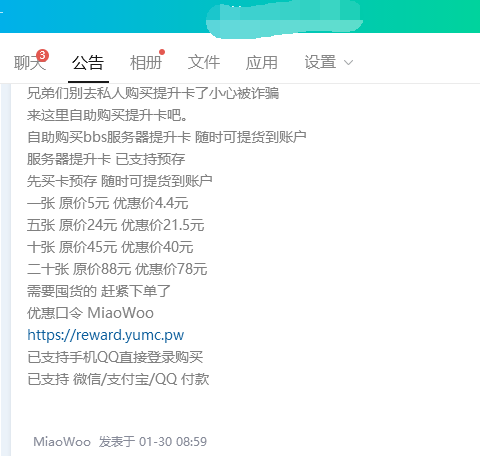 聊天 3 公告 相册 文件 应用 设置
兄弟们别去私人购买提升卡了小心被诈骗
来这里自助购买提升卡吧。
自助购买bbs服务器提升卡 随时可提货到账户
服务器提升卡 已支持预存
先买卡预存 随时可提货到账户
一张 原价5元 优惠价4.4元
五张 原价24元 优惠价21.5元
十张 原价45元 优惠价40元
二十张 原价88元 优惠价78元
需要囤货的 赶紧下单了
优惠口令 MiaoWoo
https://reward.yumc.pw
已支持手机QQ直接登录购买
已支持 微信/支付宝/QQ 付款
MiaoWoo 发表于 01-30 08:59